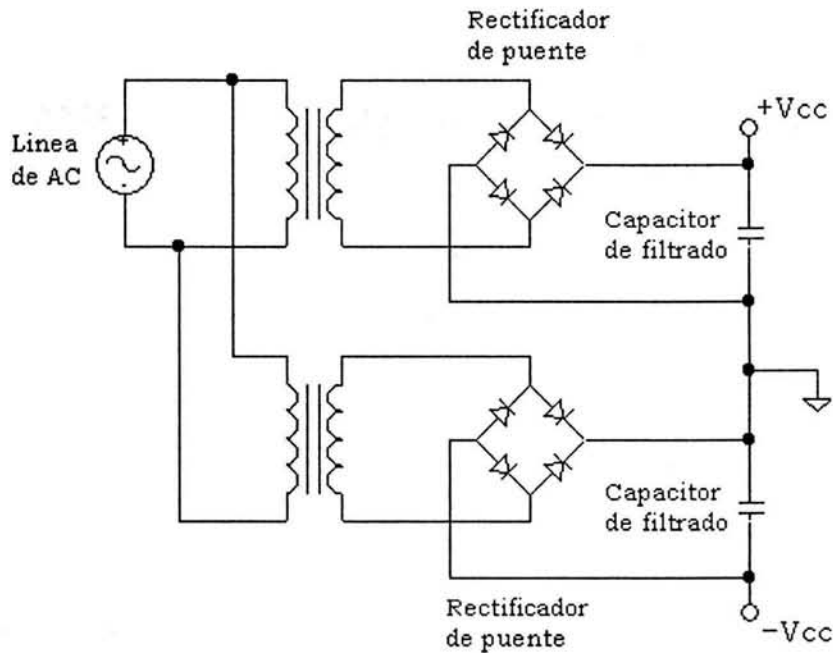 Rectificador
de puente
+Vcc
Linea
de AC
+
-
Capacitor
de filtrado
Capacitor
de filtrado
Rectificador
de puente
-Vcc